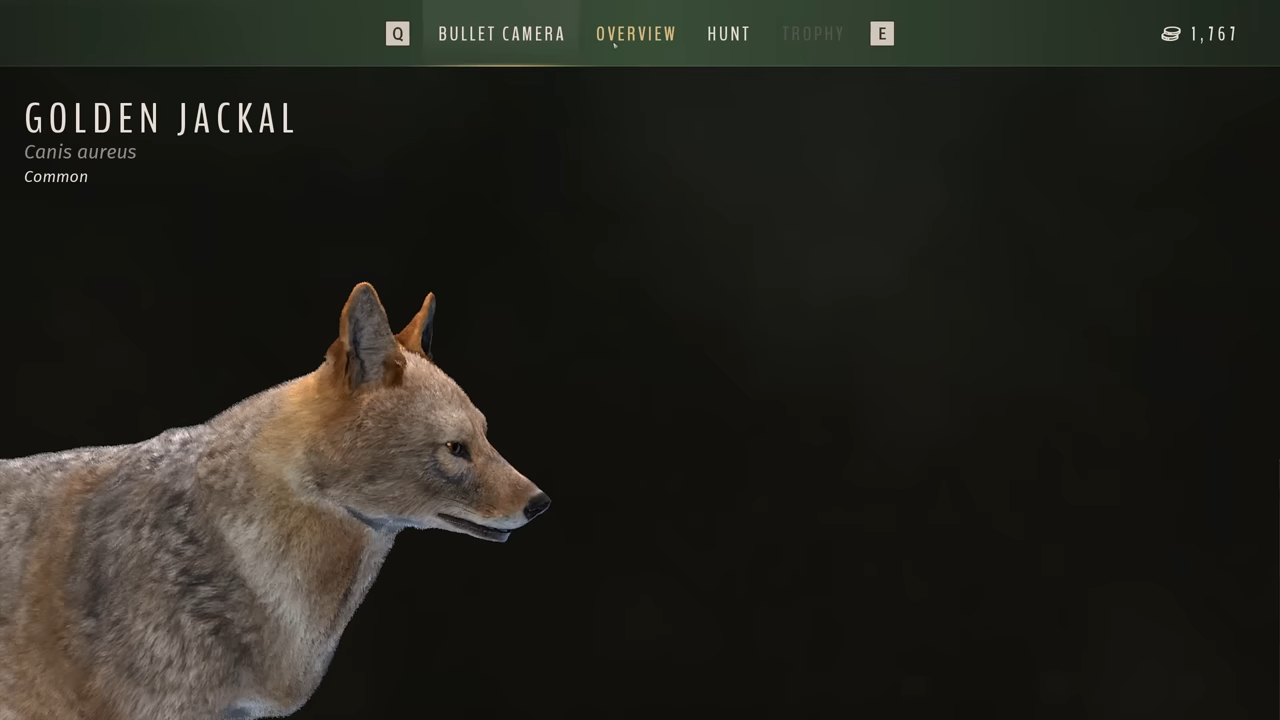 Q BULLET CAMERA OVERVIEW HUNT TROPHY E 1,767
GOLDEN JACKAL
Canis aureus
Common